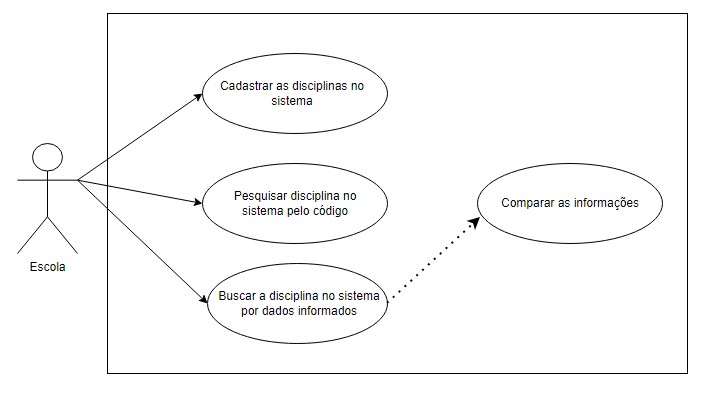 Cadastrar as disciplinas no
sistema
Pesquisar disciplina no
sistema pelo código
Comparar as informações
Escola
Buscar a disciplina no sistema
por dados informados